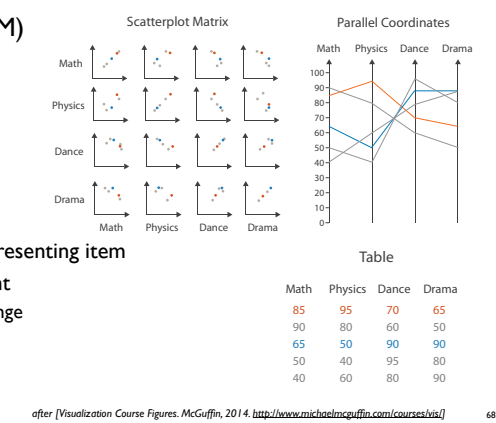 M)
Scatterplot Matrix
Math
Physics
Dance
Drama
Math Physics Dance Drama
Parallel Coordinates
Math Physics Dance Drama
100
90
80
70
60
50
40
30
20
10
0
resenting item
t
nge
Table
Math Physics Dance Drama
85 95 70 65
90 80 60 50
65 50 90 90
50 40 95 80
40 60 80 90
after [Visualization Course Figures. McGuffin, 2014. http://www.michaelmcguffin.com/courses/vis/]
68